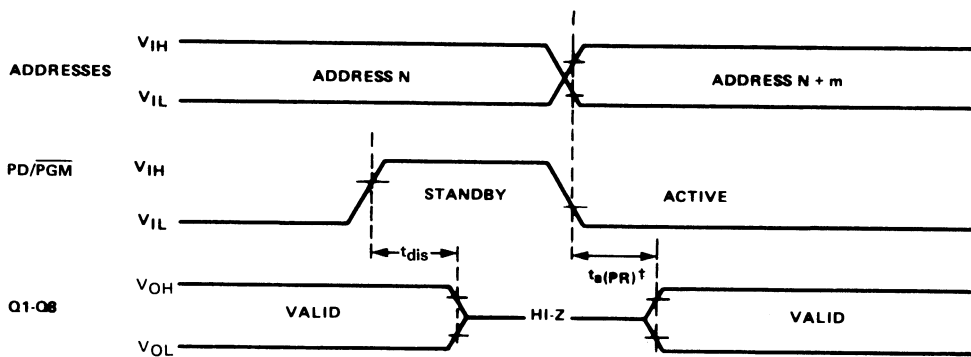 VIH
ADDRESSES ADDRESS N ADDRESS N + m
VIL
PD/PGM VIH
STANDBY ACTIVE
VIL
tdis ta(PR)†
VOH
Q1-Q8 VALID HI-Z VALID
VOL